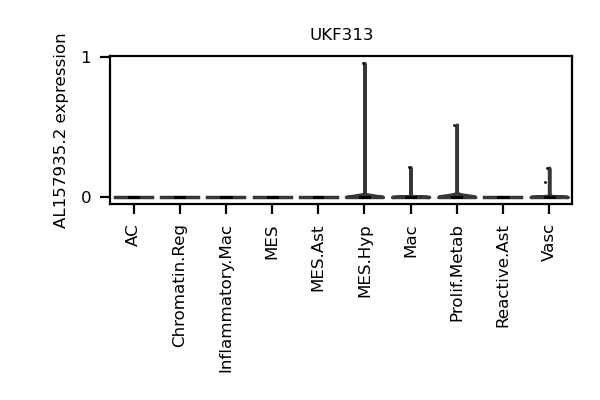 UKF313
AL157935.2 expression
1
0
AC
Chromatin.Reg
Inflammatory.Mac
MES
MES.Ast
MES.Hyp
Mac
Prolif.Metab
Reactive.Ast
Vasc